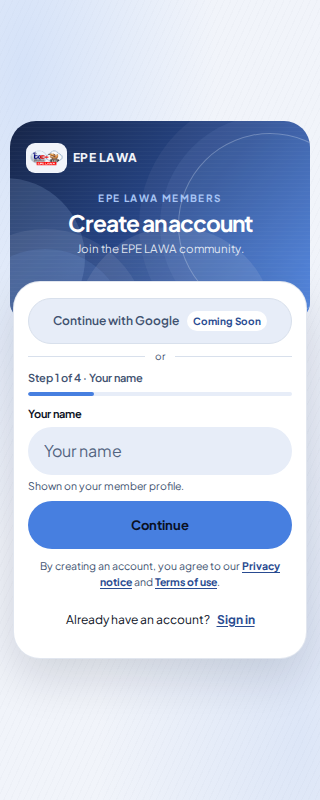 EPE LAWA
EPE LAWA MEMBERS
Create an account
Join the EPE LAWA community.
Continue with Google Coming Soon
or
Step 1 of 4 · Your name
Your name
Your name
Shown on your member profile.
Continue
By creating an account, you agree to our Privacy
notice and Terms of use.
Already have an account? Sign in